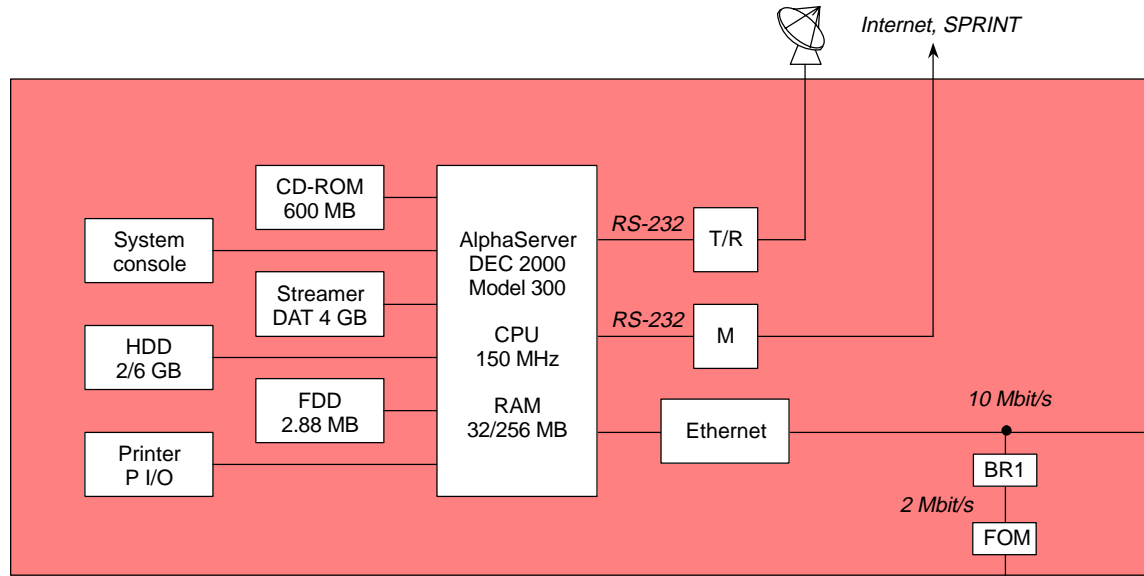 Internet, SPRINT
CD-ROM
600 MB
System
console
Streamer
DAT 4 GB
HDD
2/6 GB
FDD
2.88 MB
Printer
P I/O
AlphaServer
DEC 2000
Model 300
CPU
150 MHz
RAM
32/256 MB
RS-232
T/R
RS-232
M
Ethernet
10 Mbit/s
BR1
2 Mbit/s
FOM